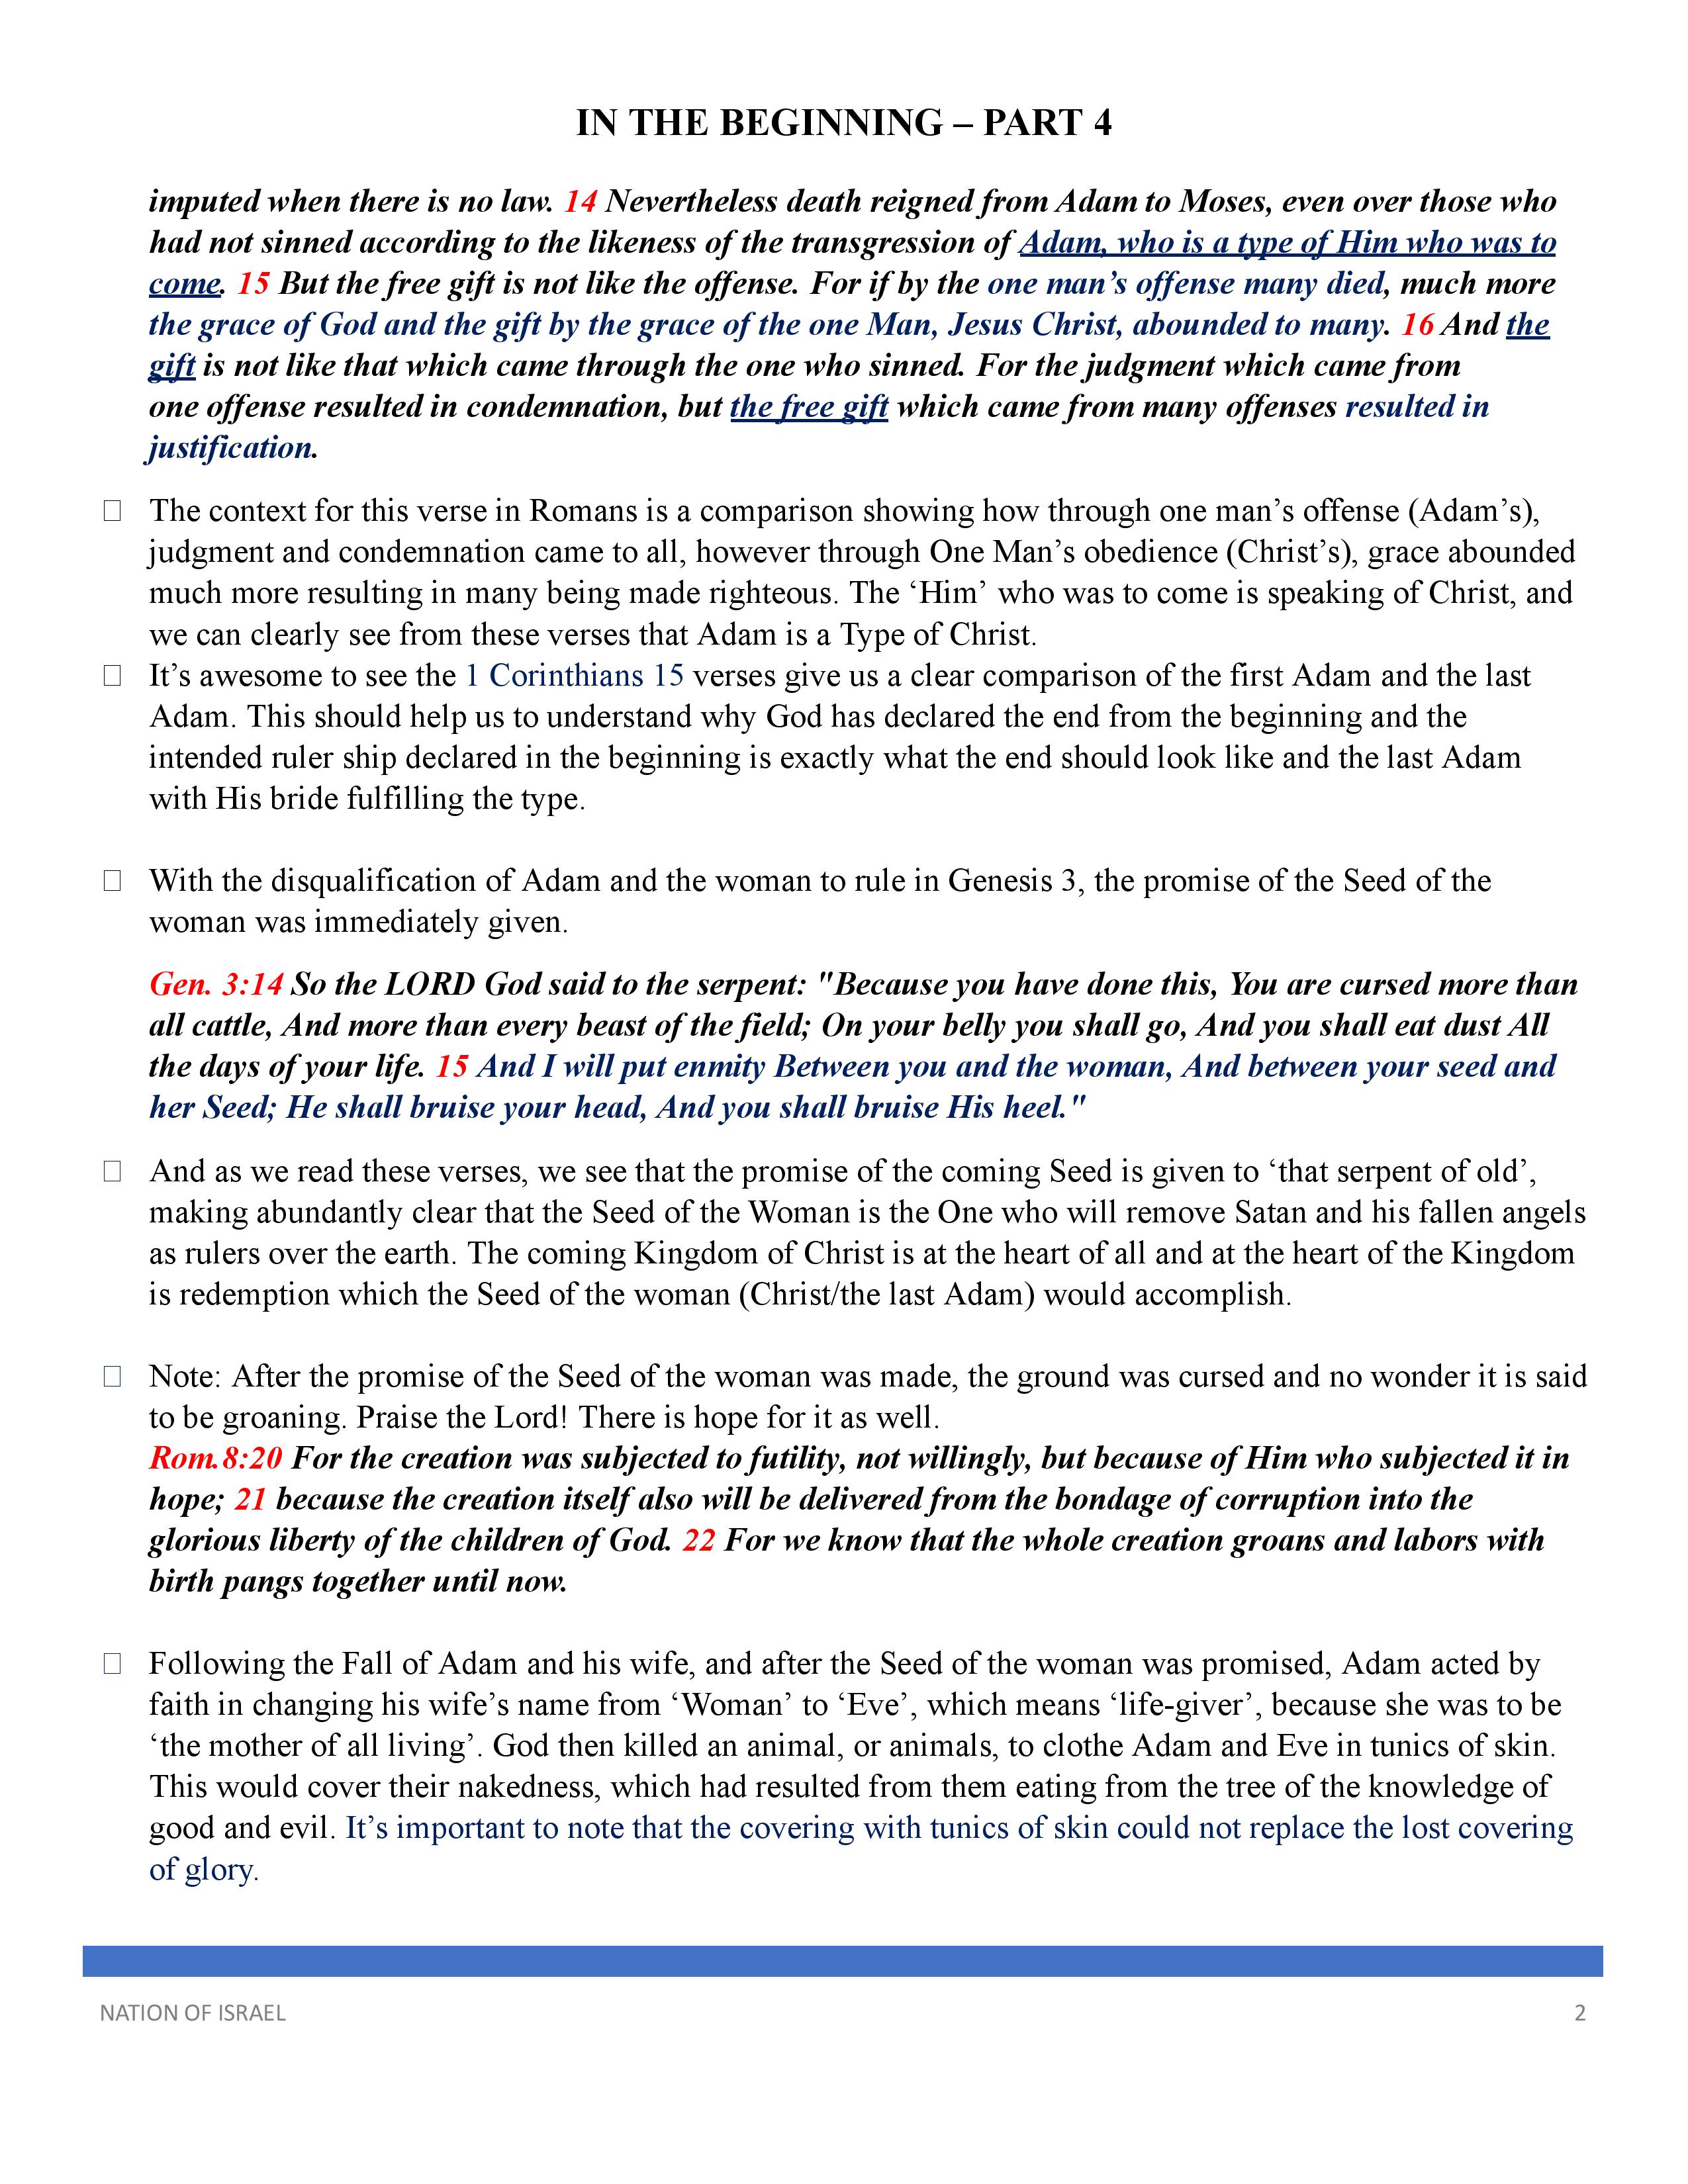 IN THE BEGINNING – PART 4
imputed when there is no law. 14 Nevertheless death reigned from Adam to Moses, even over those who
had not sinned according to the likeness of the transgression of Adam, who is a type of Him who was to
come. 15 But the free gift is not like the offense. For if by the one man’s offense many died, much more
the grace of God and the gift by the grace of the one Man, Jesus Christ, abounded to many. 16 And the
gift is not like that which came through the one who sinned. For the judgment which came from
one offense resulted in condemnation, but the free gift which came from many offenses resulted in
justification.
The context for this verse in Romans is a comparison showing how through one man’s offense (Adam’s),
judgment and condemnation came to all, however through One Man’s obedience (Christ’s), grace abounded
much more resulting in many being made righteous. The ‘Him’ who was to come is speaking of Christ, and
we can clearly see from these verses that Adam is a Type of Christ.
It’s awesome to see the 1 Corinthians 15 verses give us a clear comparison of the first Adam and the last
Adam. This should help us to understand why God has declared the end from the beginning and the
intended ruler ship declared in the beginning is exactly what the end should look like and the last Adam
with His bride fulfilling the type.
With the disqualification of Adam and the woman to rule in Genesis 3, the promise of the Seed of the
woman was immediately given.
Gen. 3:14 So the LORD God said to the serpent: "Because you have done this, You are cursed more than
all cattle, And more than every beast of the field; On your belly you shall go, And you shall eat dust All
the days of your life. 15 And I will put enmity Between you and the woman, And between your seed and
her Seed; He shall bruise your head, And you shall bruise His heel."
And as we read these verses, we see that the promise of the coming Seed is given to ‘that serpent of old’,
making abundantly clear that the Seed of the Woman is the One who will remove Satan and his fallen angels
as rulers over the earth. The coming Kingdom of Christ is at the heart of all and at the heart of the Kingdom
is redemption which the Seed of the woman (Christ/the last Adam) would accomplish.
Note: After the promise of the Seed of the woman was made, the ground was cursed and no wonder it is said
to be groaning. Praise the Lord! There is hope for it as well.
Rom.8:20 For the creation was subjected to futility, not willingly, but because of Him who subjected it in
hope; 21 because the creation itself also will be delivered from the bondage of corruption into the
glorious liberty of the children of God. 22 For we know that the whole creation groans and labors with
birth pangs together until now.
Following the Fall of Adam and his wife, and after the Seed of the woman was promised, Adam acted by
faith in changing his wife’s name from ‘Woman’ to ‘Eve’, which means ‘life-giver’, because she was to be
‘the mother of all living’. God then killed an animal, or animals, to clothe Adam and Eve in tunics of skin.
This would cover their nakedness, which had resulted from them eating from the tree of the knowledge of
good and evil. It’s important to note that the covering with tunics of skin could not replace the lost covering
of glory.
NATION OF ISRAEL 2